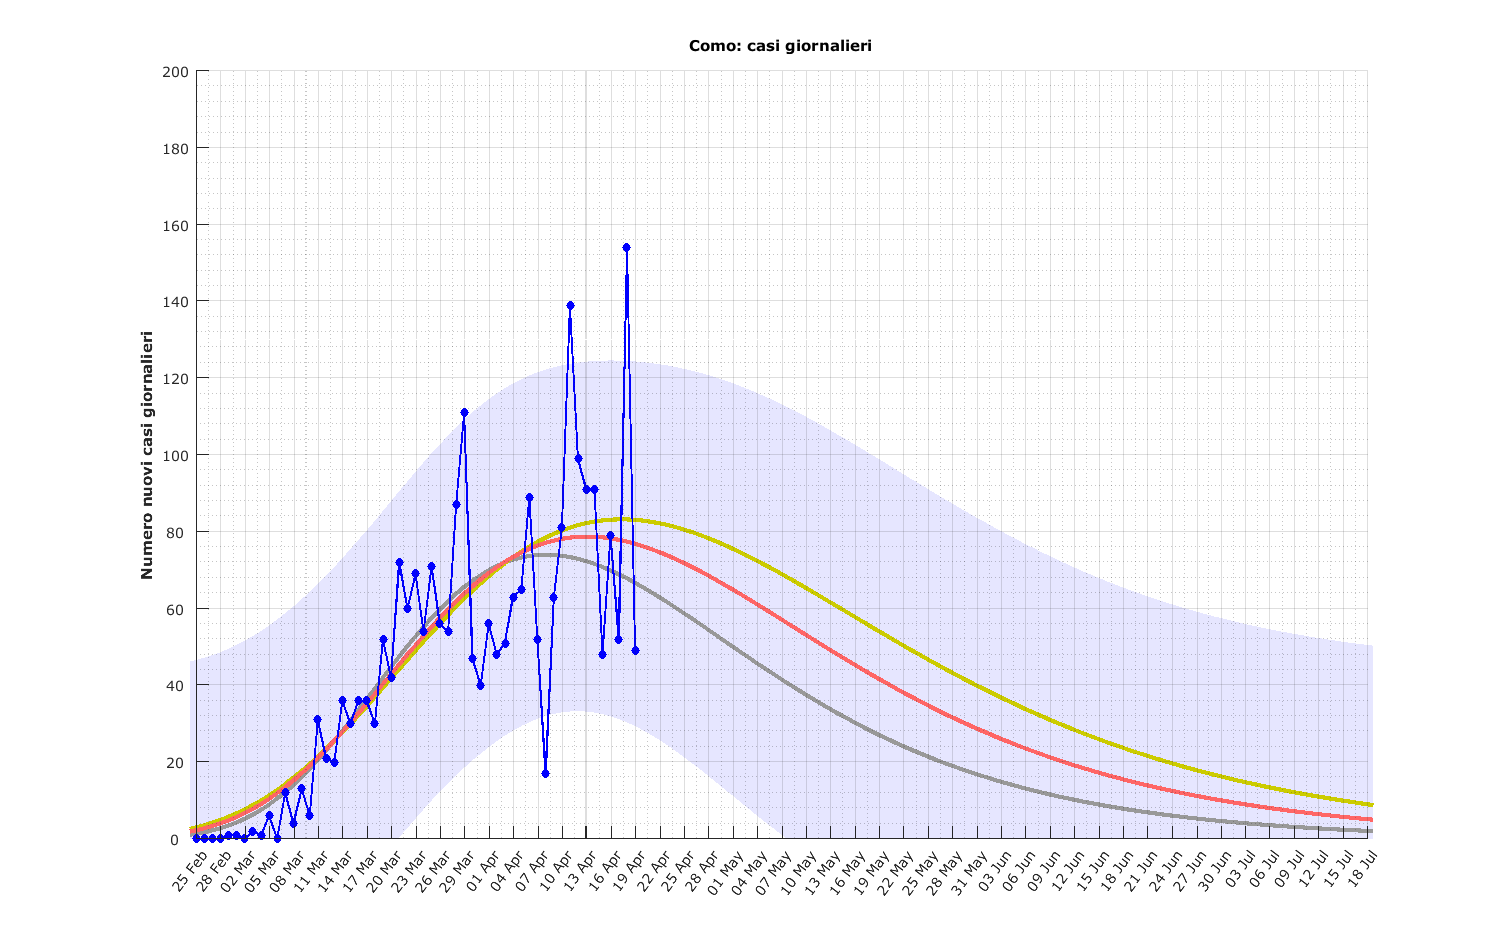 Como: casi giornalieri
Numero nuovi casi giornalieri
200
180
160
140
120
100
80
60
40
20
0
25 Feb
28 Feb
02 Mar
05 Mar
08 Mar
11 Mar
14 Mar
17 Mar
20 Mar
23 Mar
26 Mar
29 Mar
01 Apr
04 Apr
07 Apr
10 Apr
13 Apr
16 Apr
19 Apr
22 Apr
25 Apr
28 Apr
01 May
04 May
07 May
10 May
13 May
16 May
19 May
22 May
25 May
28 May
31 May
03 Jun
06 Jun
09 Jun
12 Jun
15 Jun
18 Jun
21 Jun
24 Jun
27 Jun
30 Jun
03 Jul
06 Jul
09 Jul
12 Jul
15 Jul
18 Jul